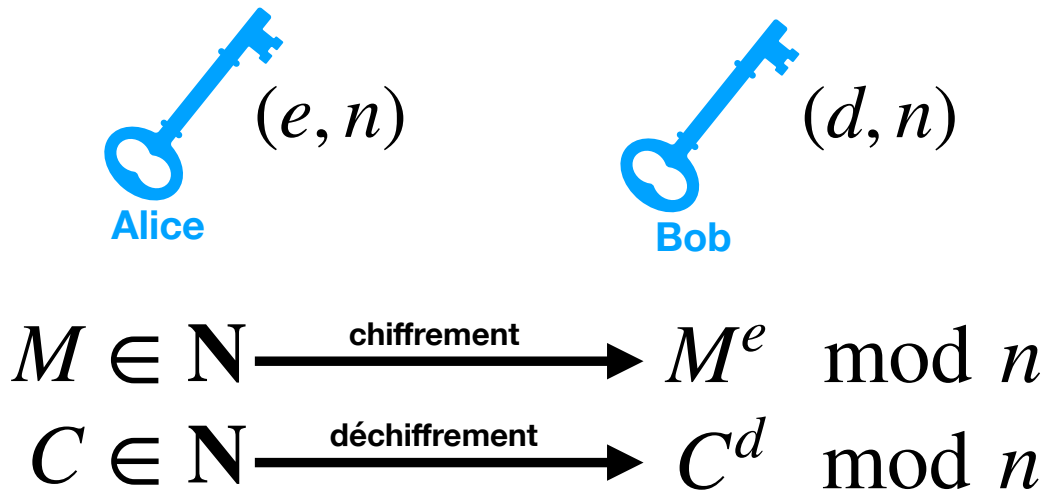 (e, n) (d, n)
Alice Bob
M ∈ N chiffrement M^e mod n
C ∈ N déchiffrement C^d mod n